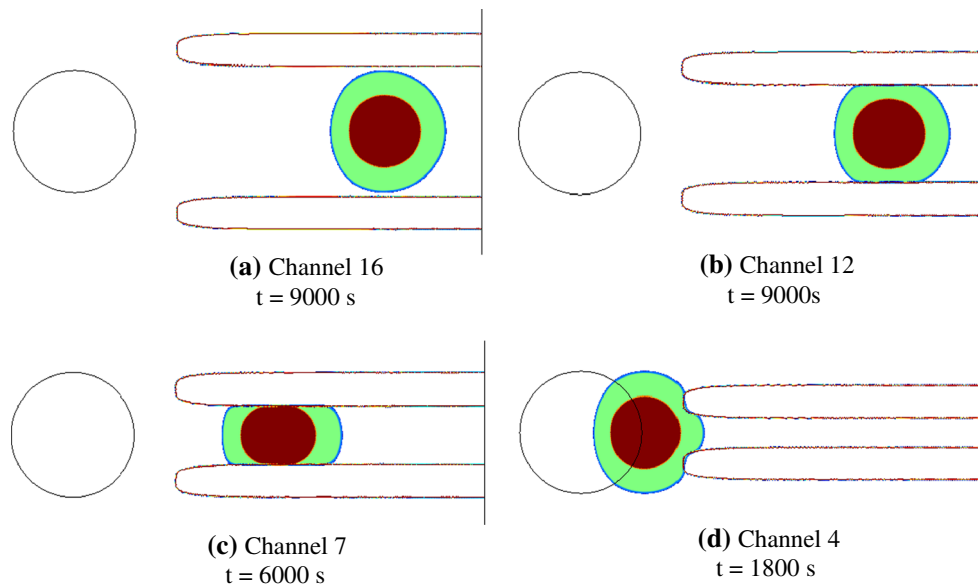 (a) Channel 16
t = 9000 s
(b) Channel 12
t = 9000s
(c) Channel 7
t = 6000 s
(d) Channel 4
t = 1800 s